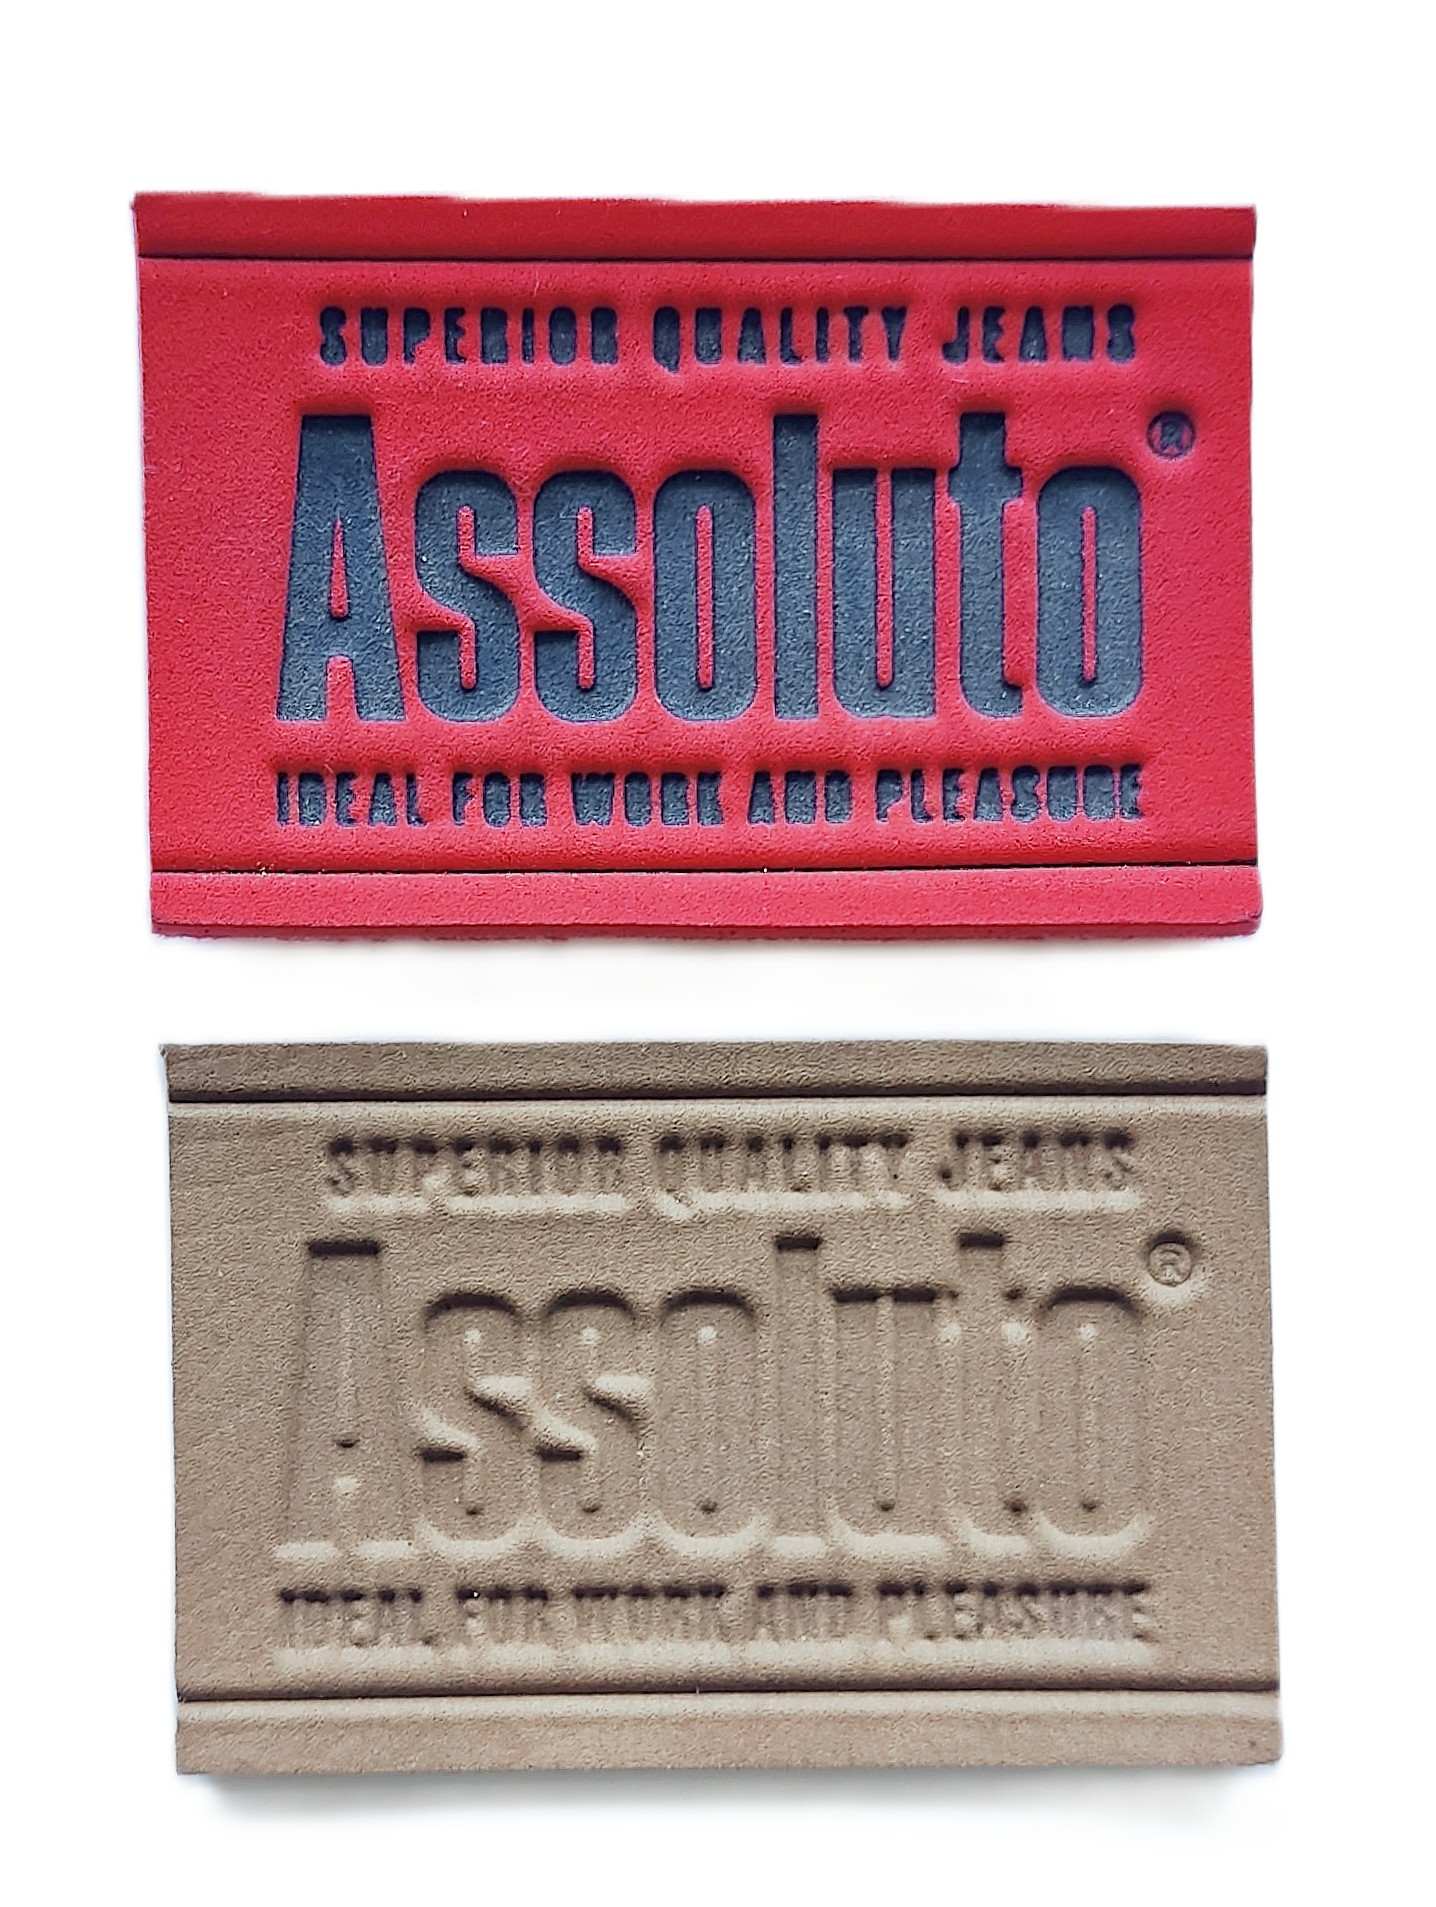 SUPERIOR QUALITY JEANS
Assoluto®
IDEAL FOR WORK AND PLEASURE
SUPERIOR QUALITY JEANS
Assoluto®
IDEAL FOR WORK AND PLEASURE